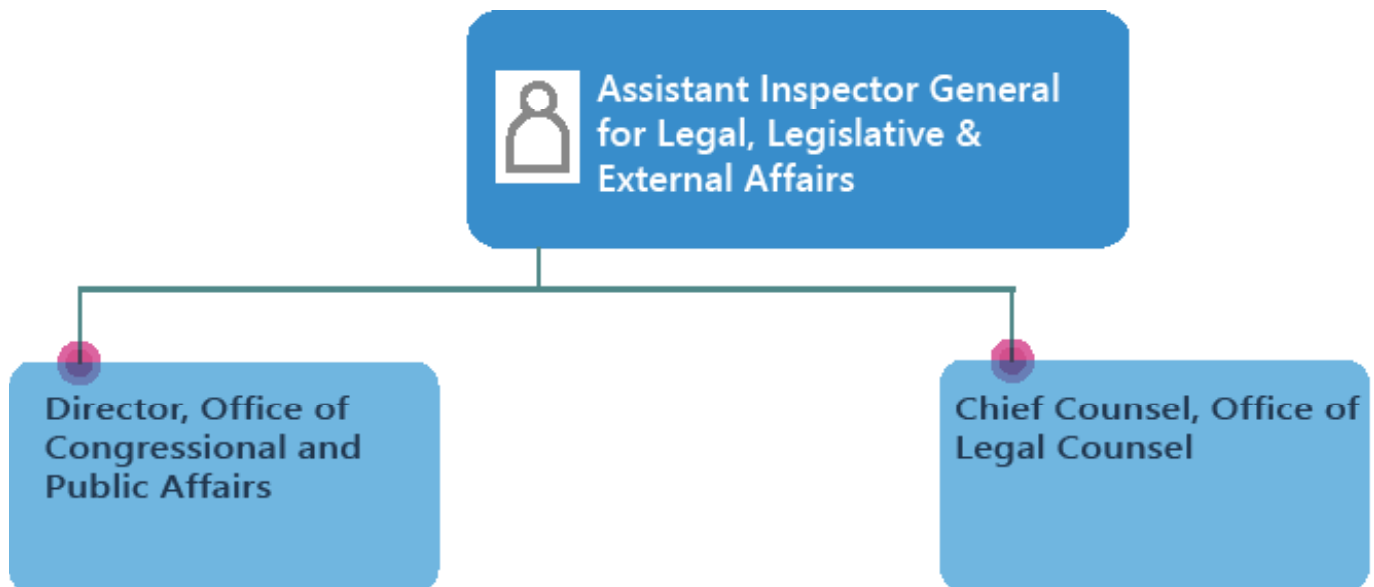 Assistant Inspector General
for Legal, Legislative &
External Affairs
Director, Office of
Congressional and
Public Affairs
Chief Counsel, Office of
Legal Counsel